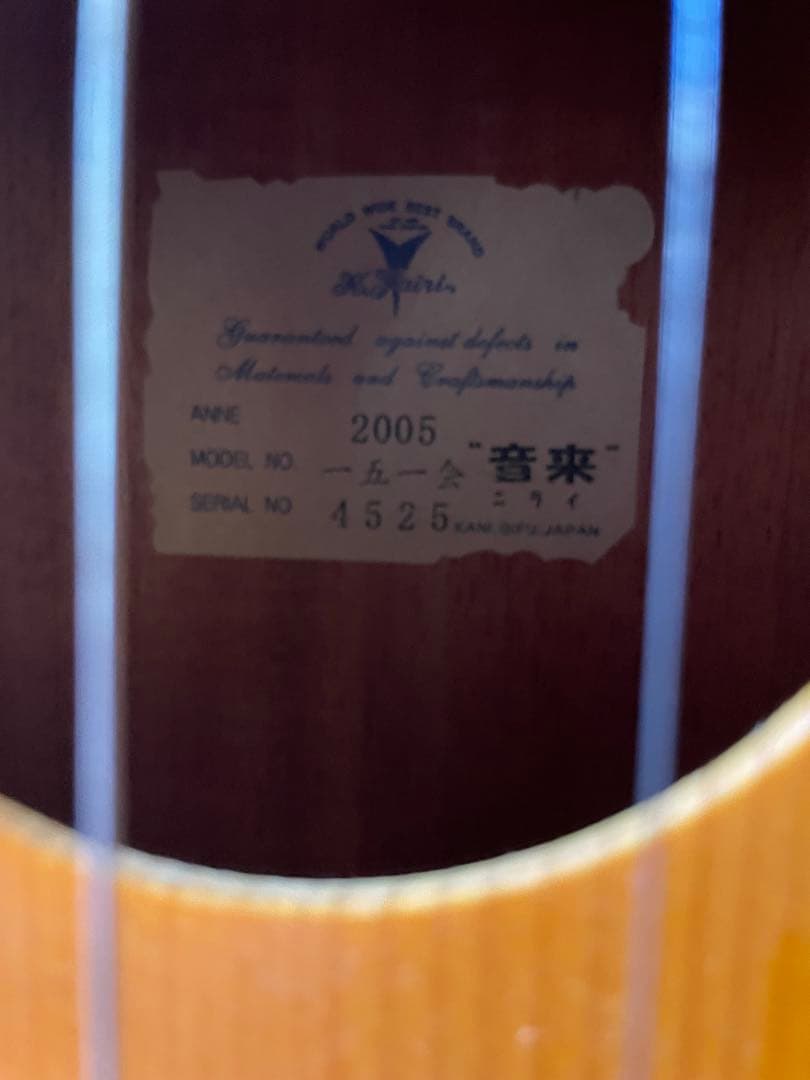 WORLD WIDE BEST BRAND
K. Yairi
Guaranteed against defects in
Materials and Craftsmanship
ANNE 2005
MODEL NO. 一五一会 "音来"
ニライ
SERIAL NO 4525 KANI, GIFU, JAPAN